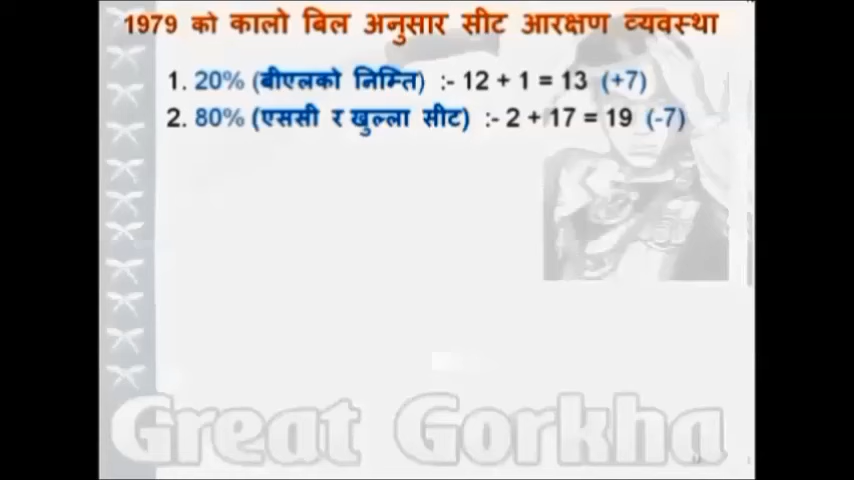 1979 को कालो बिल अनुसार सीट आरक्षण व्यवस्था
1. 20% (बीएलको निम्ति) :- 12 + 1 = 13 (+7)
2. 80% (एससी र खुल्ला सीट) :- 2 + 17 = 19 (-7)
Great Gorkha